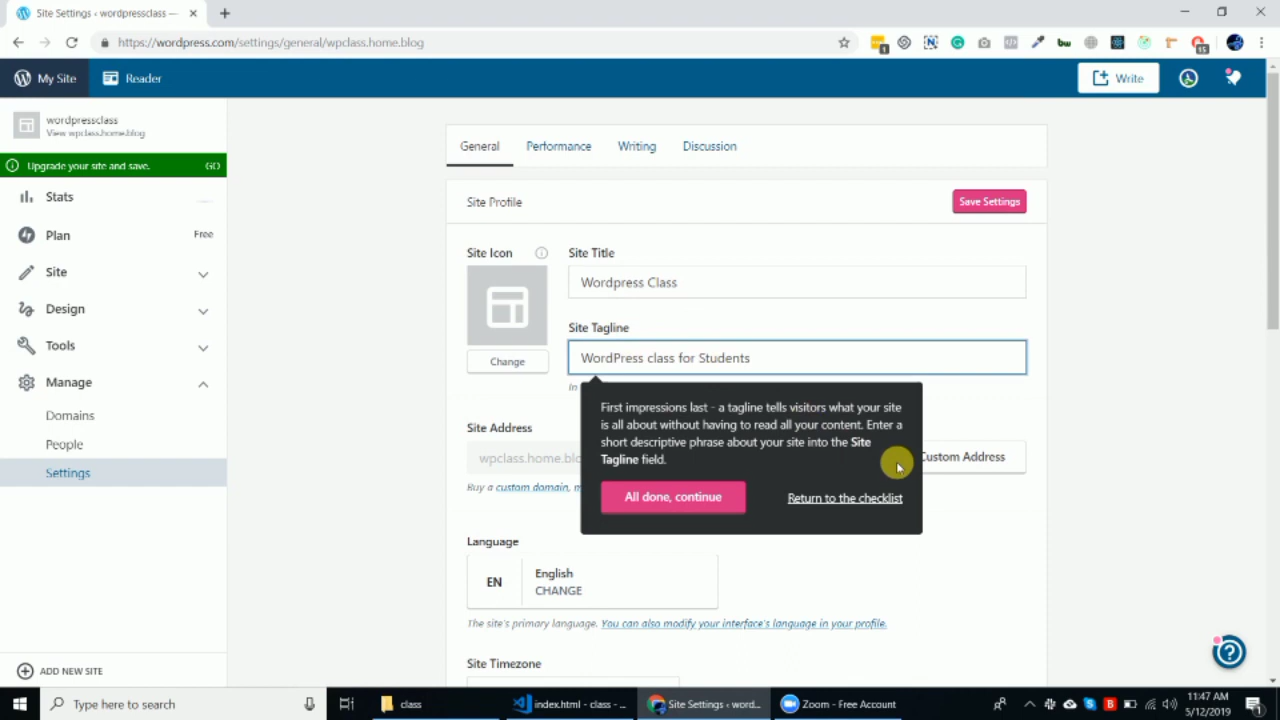 Site Settings ‹ wordpressclass —
https://wordpress.com/settings/general/wpclass.home.blog
1
15
My Site
Reader
Write
wordpressclass
View wpclass.home.blog
Upgrade your site and save.
GO
Stats
Plan
Free
Site
Design
Tools
Manage
Domains
People
Settings
ADD NEW SITE
General
Performance
Writing
Discussion
Site Profile
Save Settings
Site Icon
Change
Site Title
Wordpress Class
Site Tagline
WordPress class for Students
In
First impressions last - a tagline tells visitors what your site
is all about without having to read all your content. Enter a
short descriptive phrase about your site into the Site
Tagline field.
All done, continue
Return to the checklist
Site Address
wpclass.home.blo
Custom Address
Buy a custom domain, m
Language
EN
English
CHANGE
The site's primary language. You can also modify your interface's language in your profile.
Site Timezone
Type here to search
class
index.html - class - ...
Site Settings ‹ word...
Zoom - Free Account
11:47 AM
5/12/2019
1